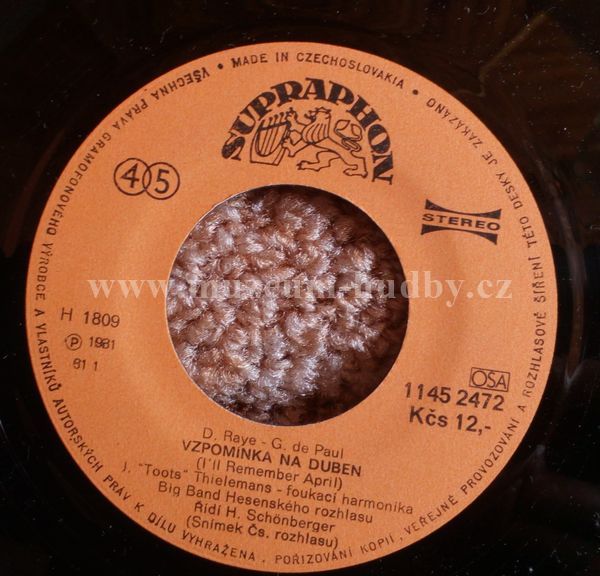 VŠECHNA PRÁVA GRAMOFONOVÉHO VÝROBCE A VLASTNÍKŮ AUTORSKÝCH PRÁV K DÍLU VYHRAŽENA. POŘIZOVÁNÍ KOPIÍ, VEŘEJNÉ PROVOZOVÁNÍ A ROZHLASOVÉ ŠÍŘENÍ TÉTO DESKY JE ZAKÁZÁNO
• MADE IN CZECHOSLOVAKIA •
SUPRAPHON
45
STEREO
www.muzeum-hudby.cz
H 1809
Ⓟ 1981
81 1
OSA
1145 2472
Kčs 12,-
D. Raye - G. de Paul
VZPOMÍNKA NA DUBEN
(I'll Remember April)
J. "Toots" Thielemans - foukací harmonika
Big Band Hesenského rozhlasu
Řídí H. Schönberger
(Snímek Čs. rozhlasu)